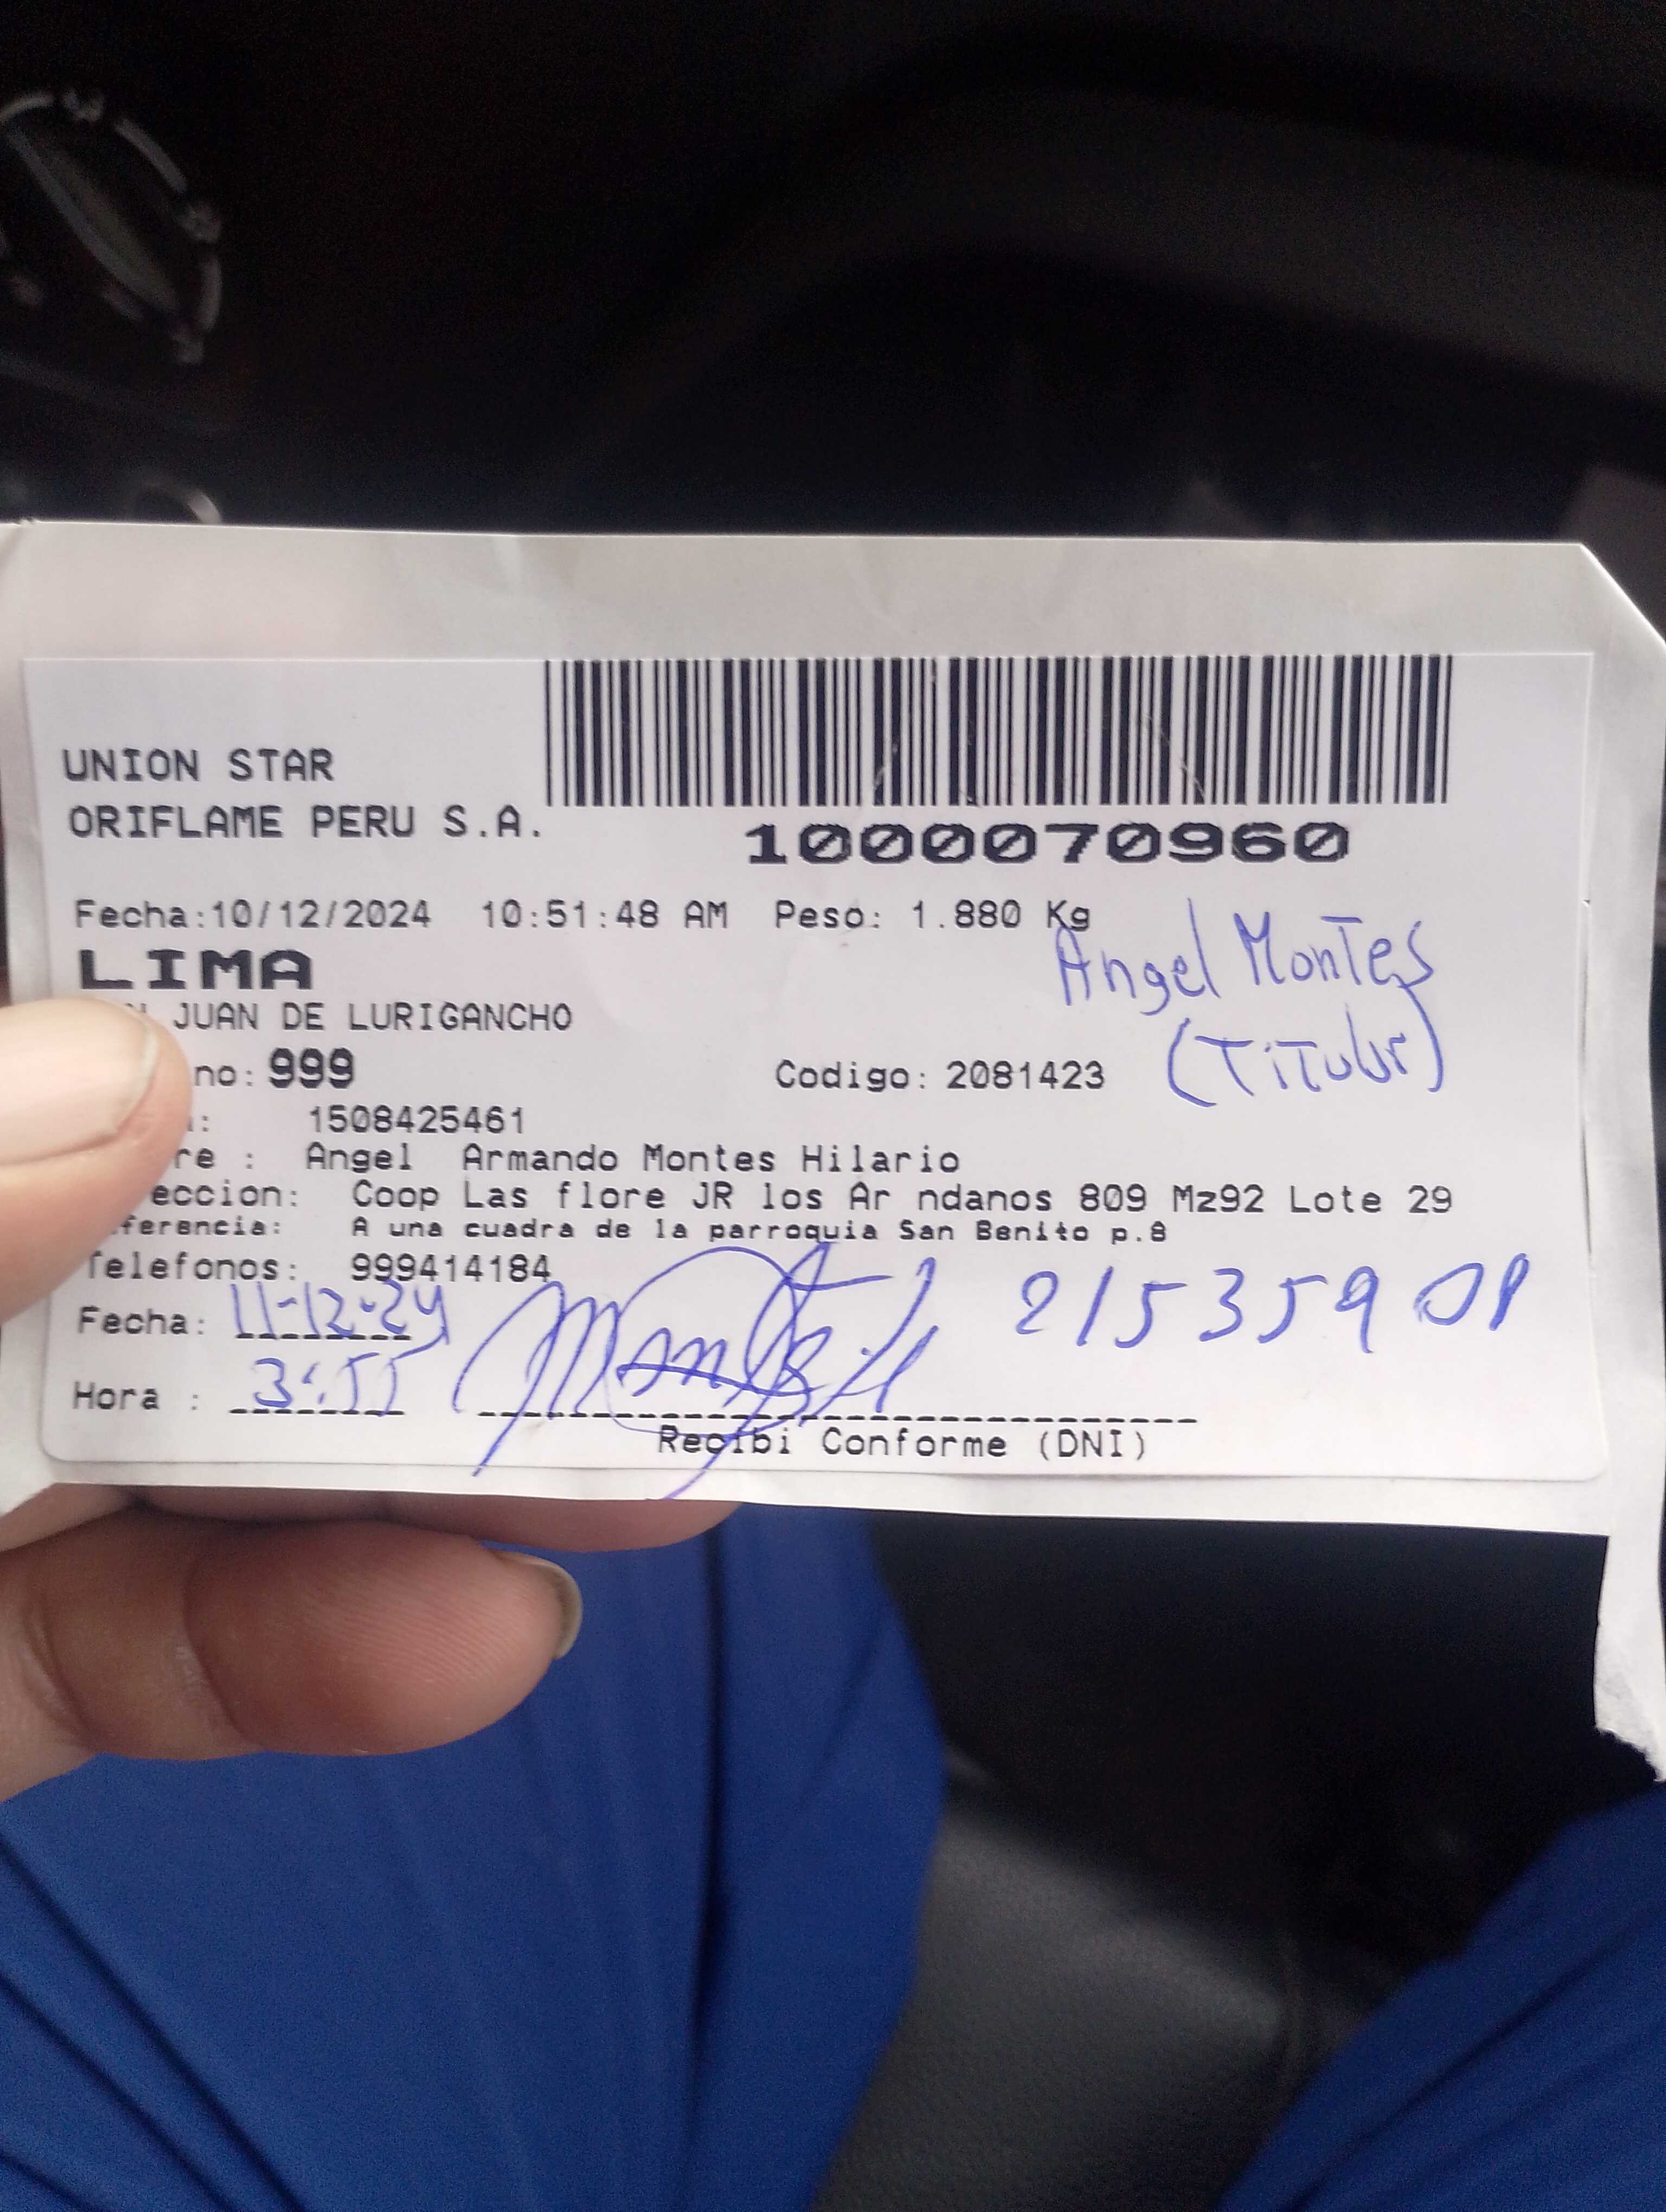 UNION STAR
ORIFLAME PERU S.A.
1000070960
Fecha:10/12/2024 10:51:48 AM Peso: 1.880 Kg
LIMA
Angel Montes
JUAN DE LURIGANCHO
(Titular)
no: 999 Codigo: 2081423
: 1508425461
re : Angel Armando Montes Hilario
eccion: Coop Las flore JR los Ar ndanos 809 Mz92 Lote 29
ferencia: A una cuadra de la parroquia San Benito p.8
Telefonos: 999414184
Fecha: 11-12-24
Hora : 3:55
Recibi Conforme (DNI)